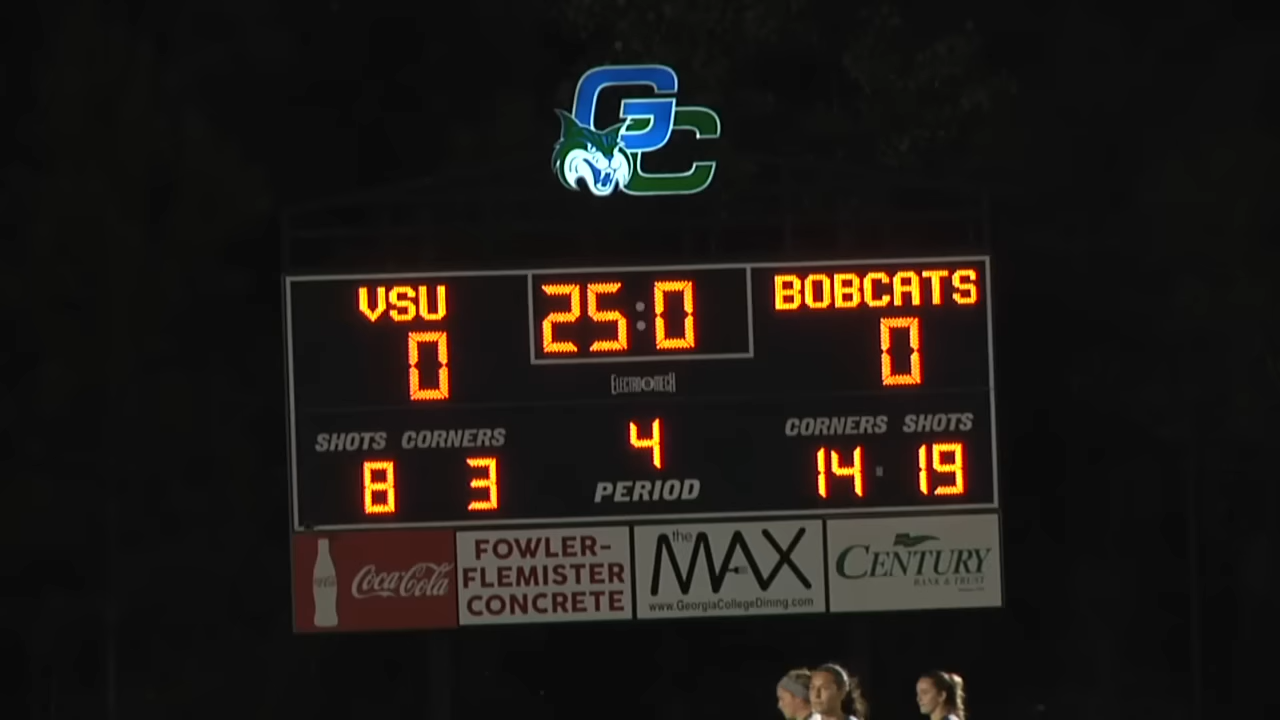 GC
VSU
25:0
BOBCATS
0
0
ELECTRO-MECH
SHOTS CORNERS
4
CORNERS SHOTS
8 3
PERIOD
14 19
Coca-Cola
FOWLER-
FLEMISTER
CONCRETE
the
MAX
www.GeorgiaCollegeDining.com
CENTURY
BANK & TRUST